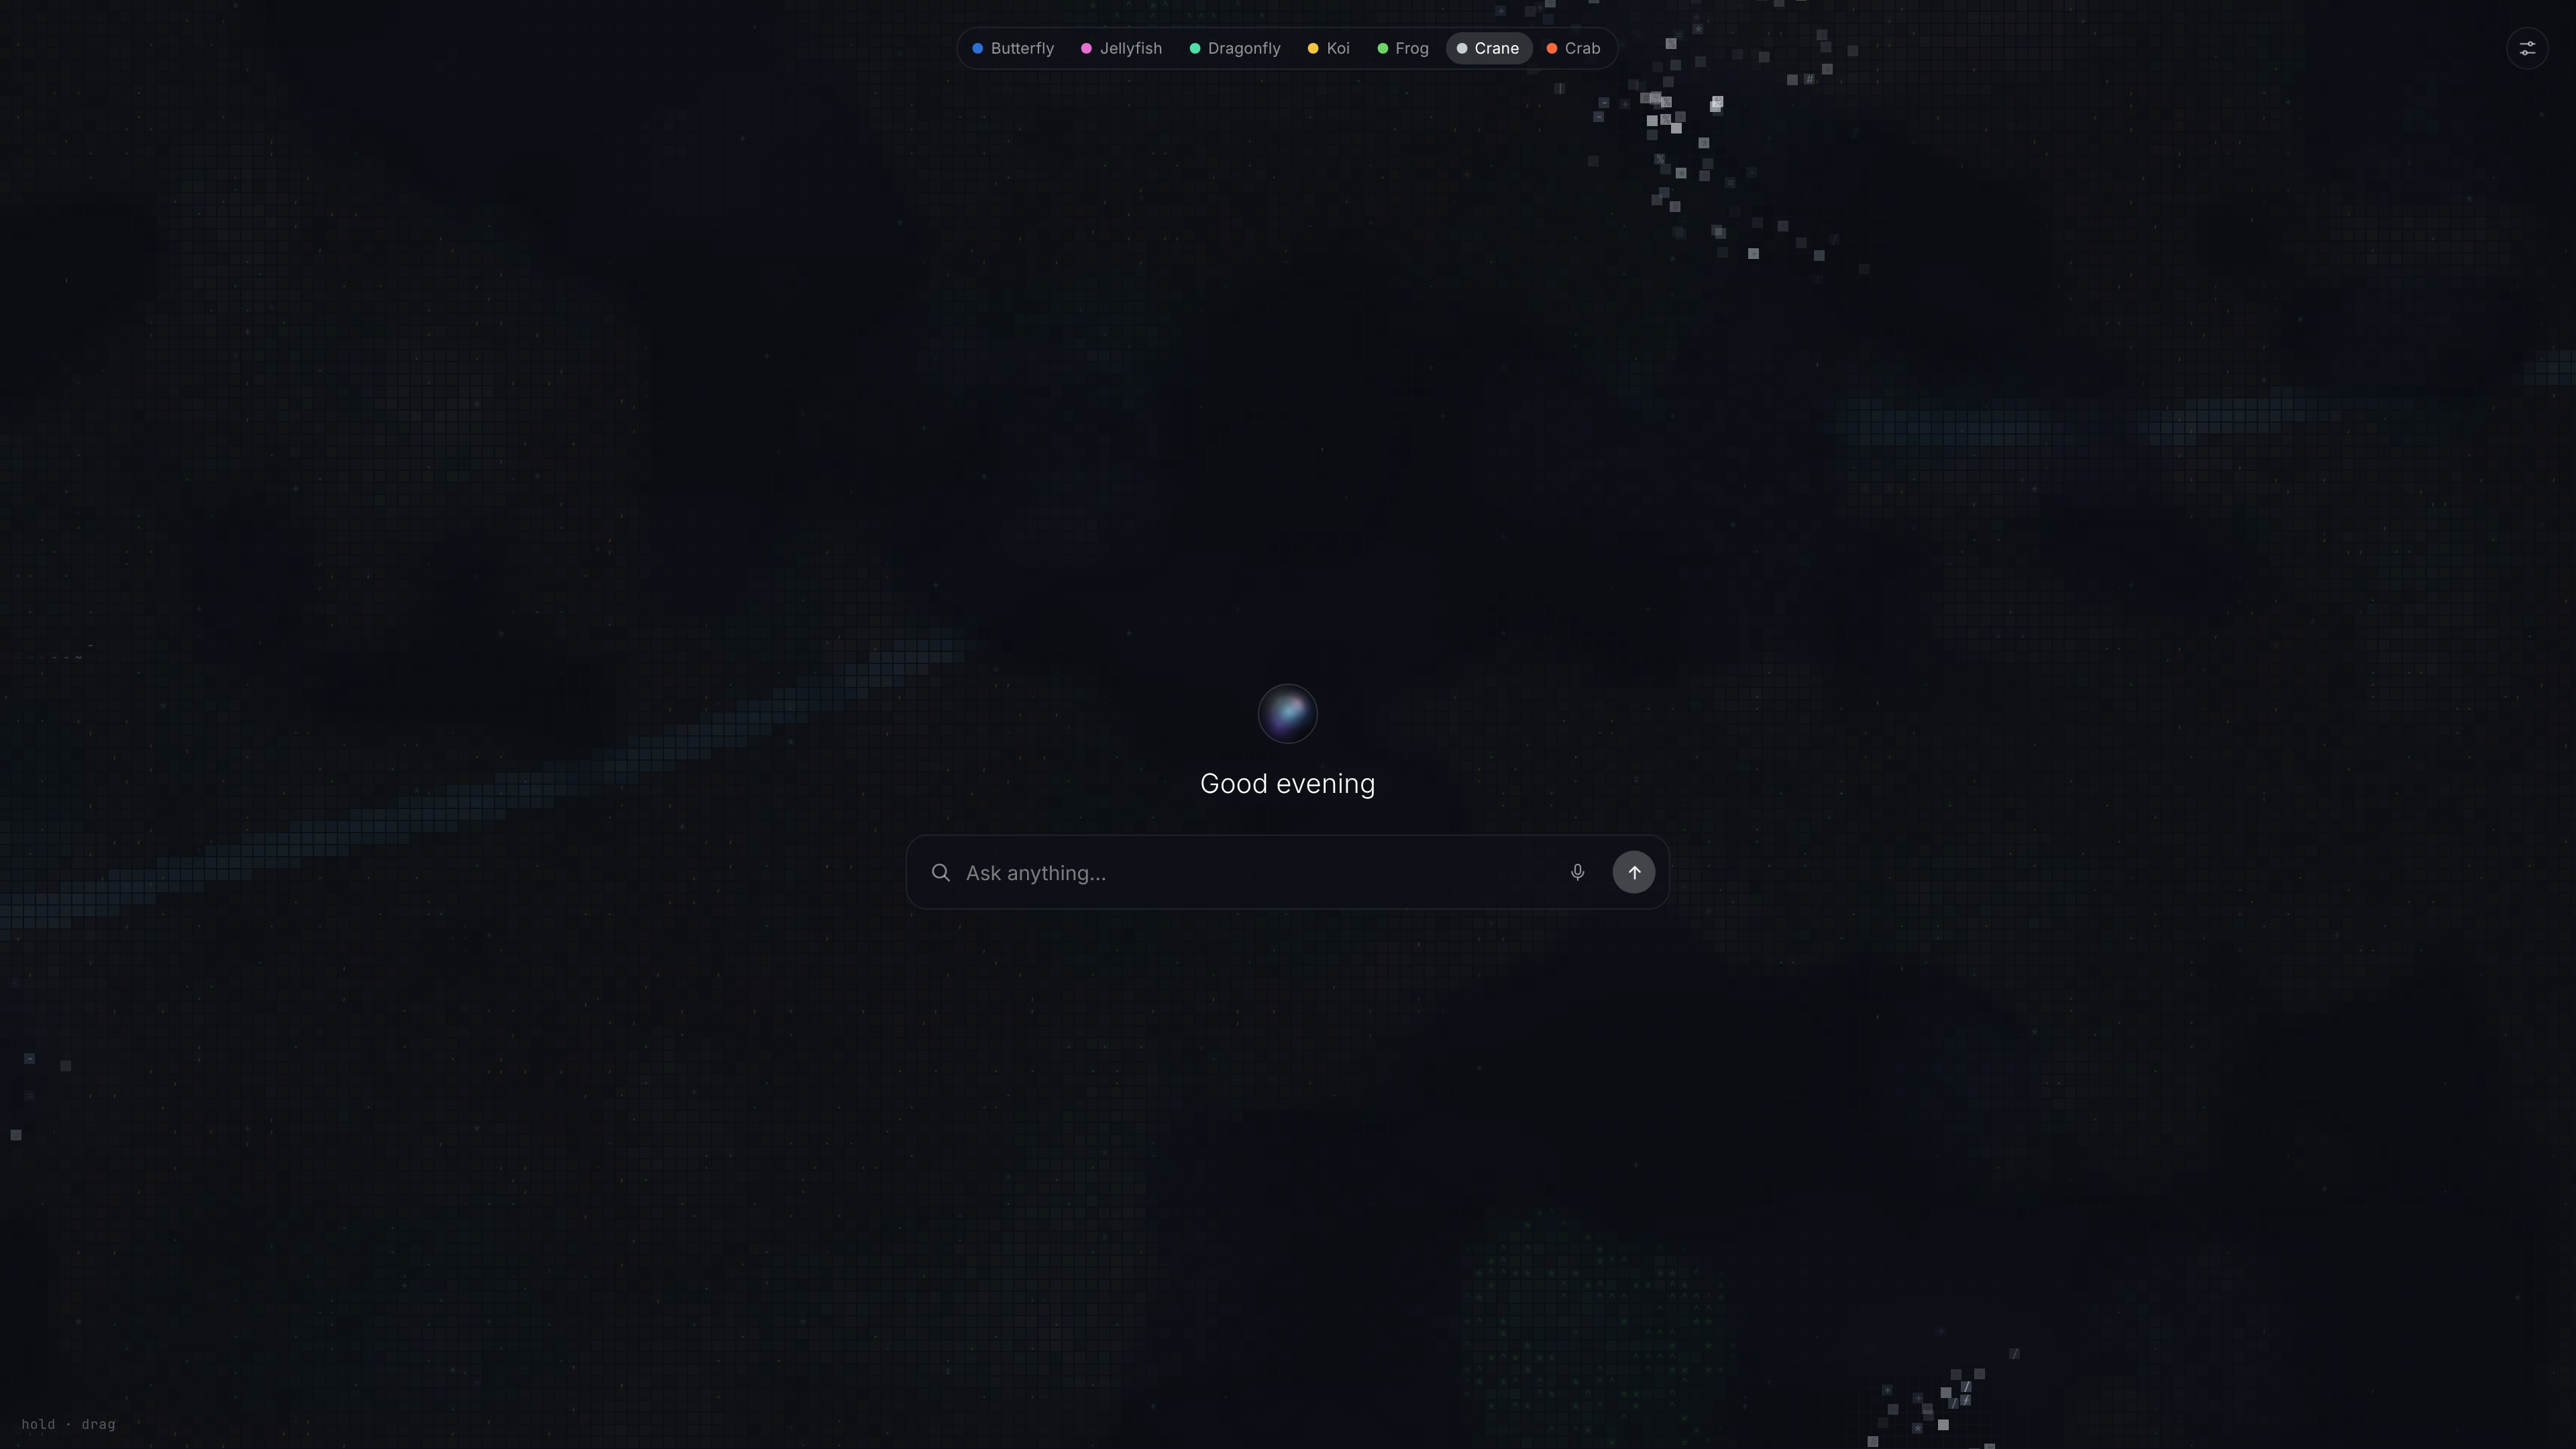 Butterfly Jellyfish Dragonfly Koi Frog Crane Crab
Good evening
Ask anything...
hold · drag